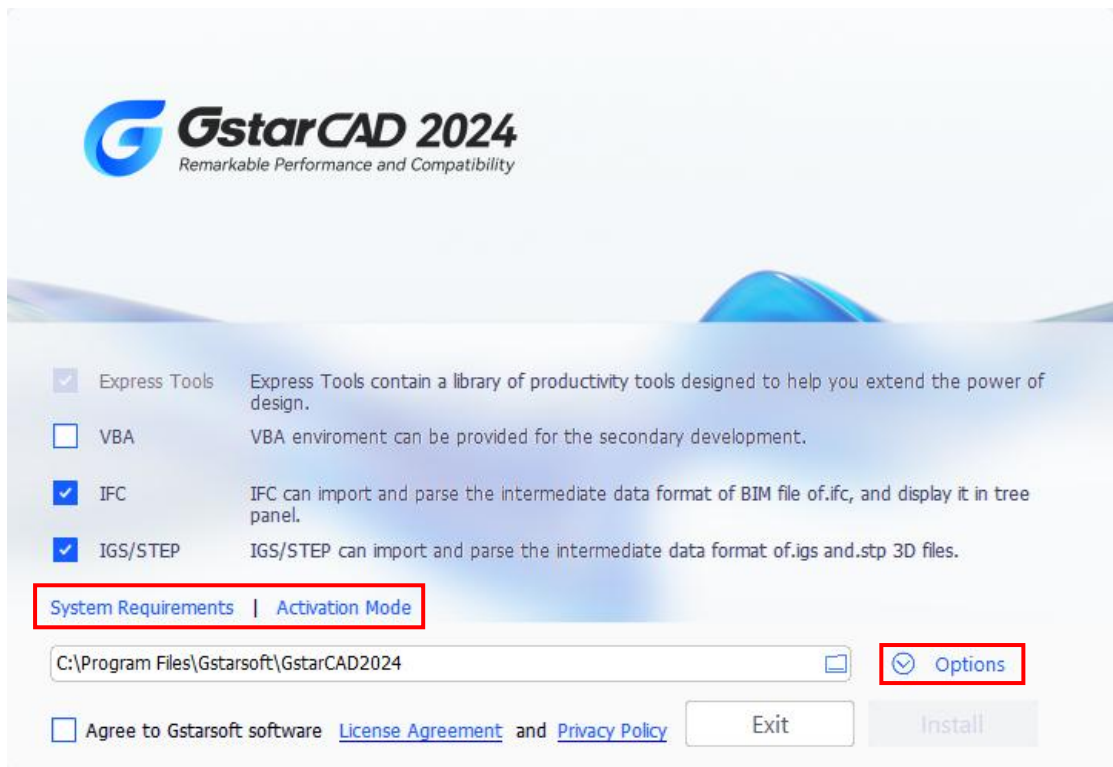 GstarCAD 2024
Remarkable Performance and Compatibility
Express Tools Express Tools contain a library of productivity tools designed to help you extend the power of
design.
VBA VBA enviroment can be provided for the secondary development.
IFC IFC can import and parse the intermediate data format of BIM file of.ifc, and display it in tree
panel.
IGS/STEP IGS/STEP can import and parse the intermediate data format of.igs and.stp 3D files.
System Requirements | Activation Mode
C:\Program Files\Gstarsoft\GstarCAD2024 Options
Agree to Gstarsoft software License Agreement and Privacy Policy Exit Install